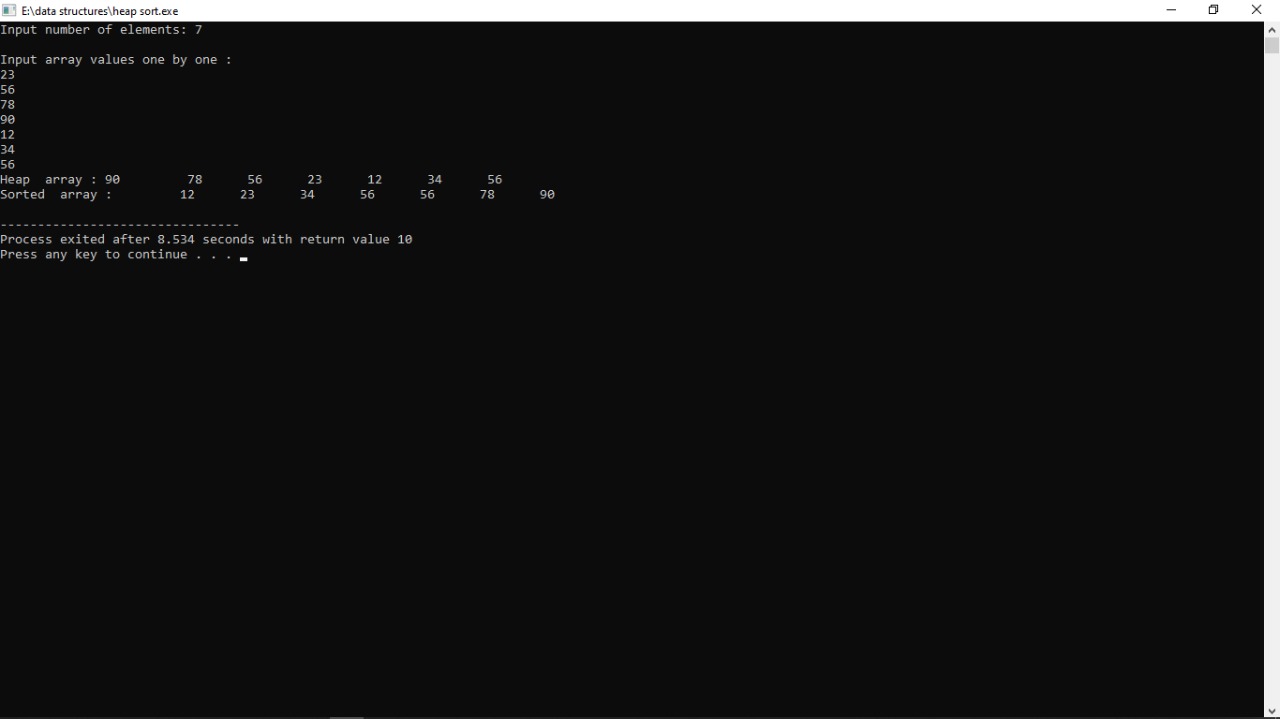 E:\data structures\heap sort.exe
Input number of elements: 7
Input array values one by one :
23
56
78
90
12
34
56
Heap  array : 90         78      56      23      12      34      56
Sorted  array :         12      23      34      56      56      78      90
--------------------------------
Process exited after 8.534 seconds with return value 10
Press any key to continue . . .